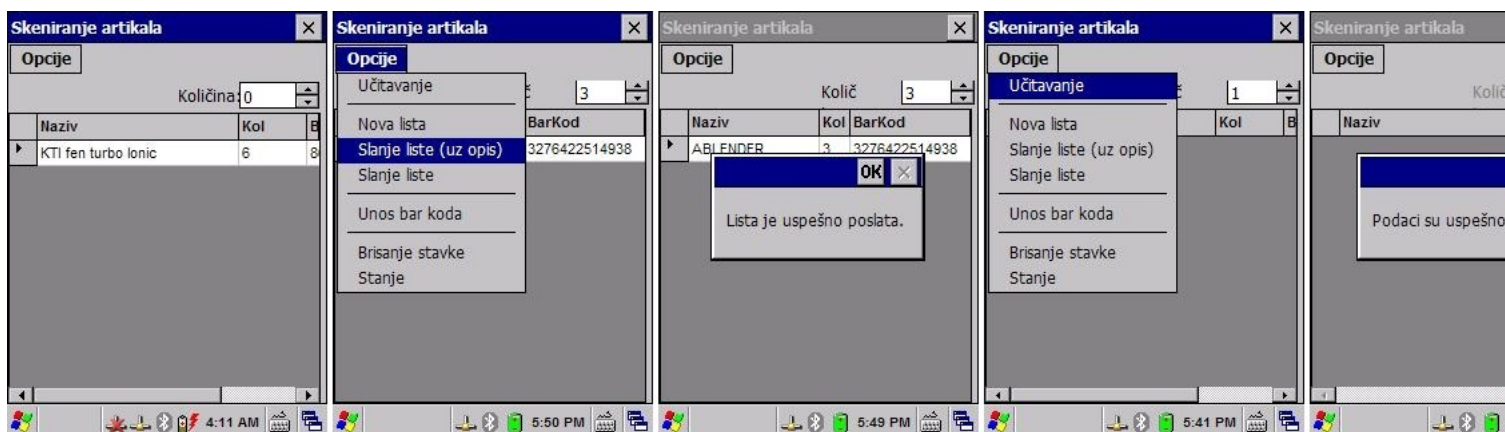 Skeniranje artikala
Opcije
Količina: 0
Naziv Kol
KTI fen turbo Ionic 6
4:11 AM
Skeniranje artikala
Opcije
Učitavanje
3
Nova lista
BarKod
Slanje liste (uz opis)
3276422514938
Slanje liste
Unos bar koda
Brisanje stavke
Stanje
5:50 PM
Skeniranje artikala
Opcije
Količ 3
Naziv Kol BarKod
ABLENDER 3 3276422514938
OK
Lista je uspešno poslata.
5:49 PM
Skeniranje artikala
Opcije
Učitavanje
1
Nova lista
Kol
Slanje liste (uz opis)
Slanje liste
Unos bar koda
Brisanje stavke
Stanje
5:41 PM
Skeniranje artikala
Opcije
Količ
Naziv
Podaci su uspešno